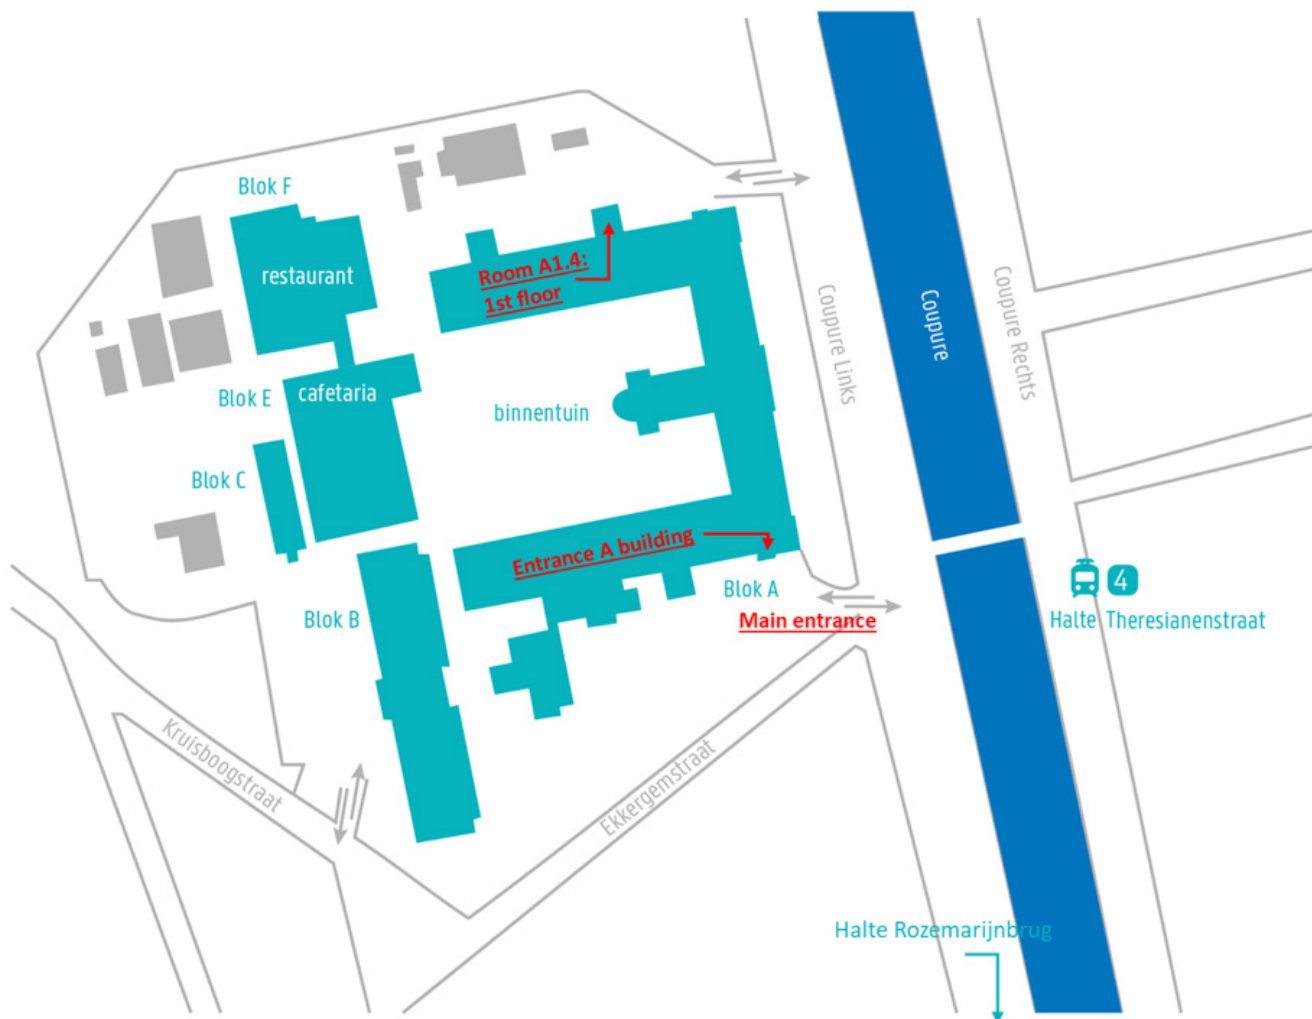 Blok F
restaurant
Room A1.4:
1st floor
Coupure Links
Coupure
Coupure Rechts
Blok E
cafetaria
binnentuin
Blok C
Entrance A building
Blok A
Blok B
Main entrance
4
Halte Theresianenstraat
Kruisboogstraat
Ekkergemstraat
Halte Rozemarijnbrug